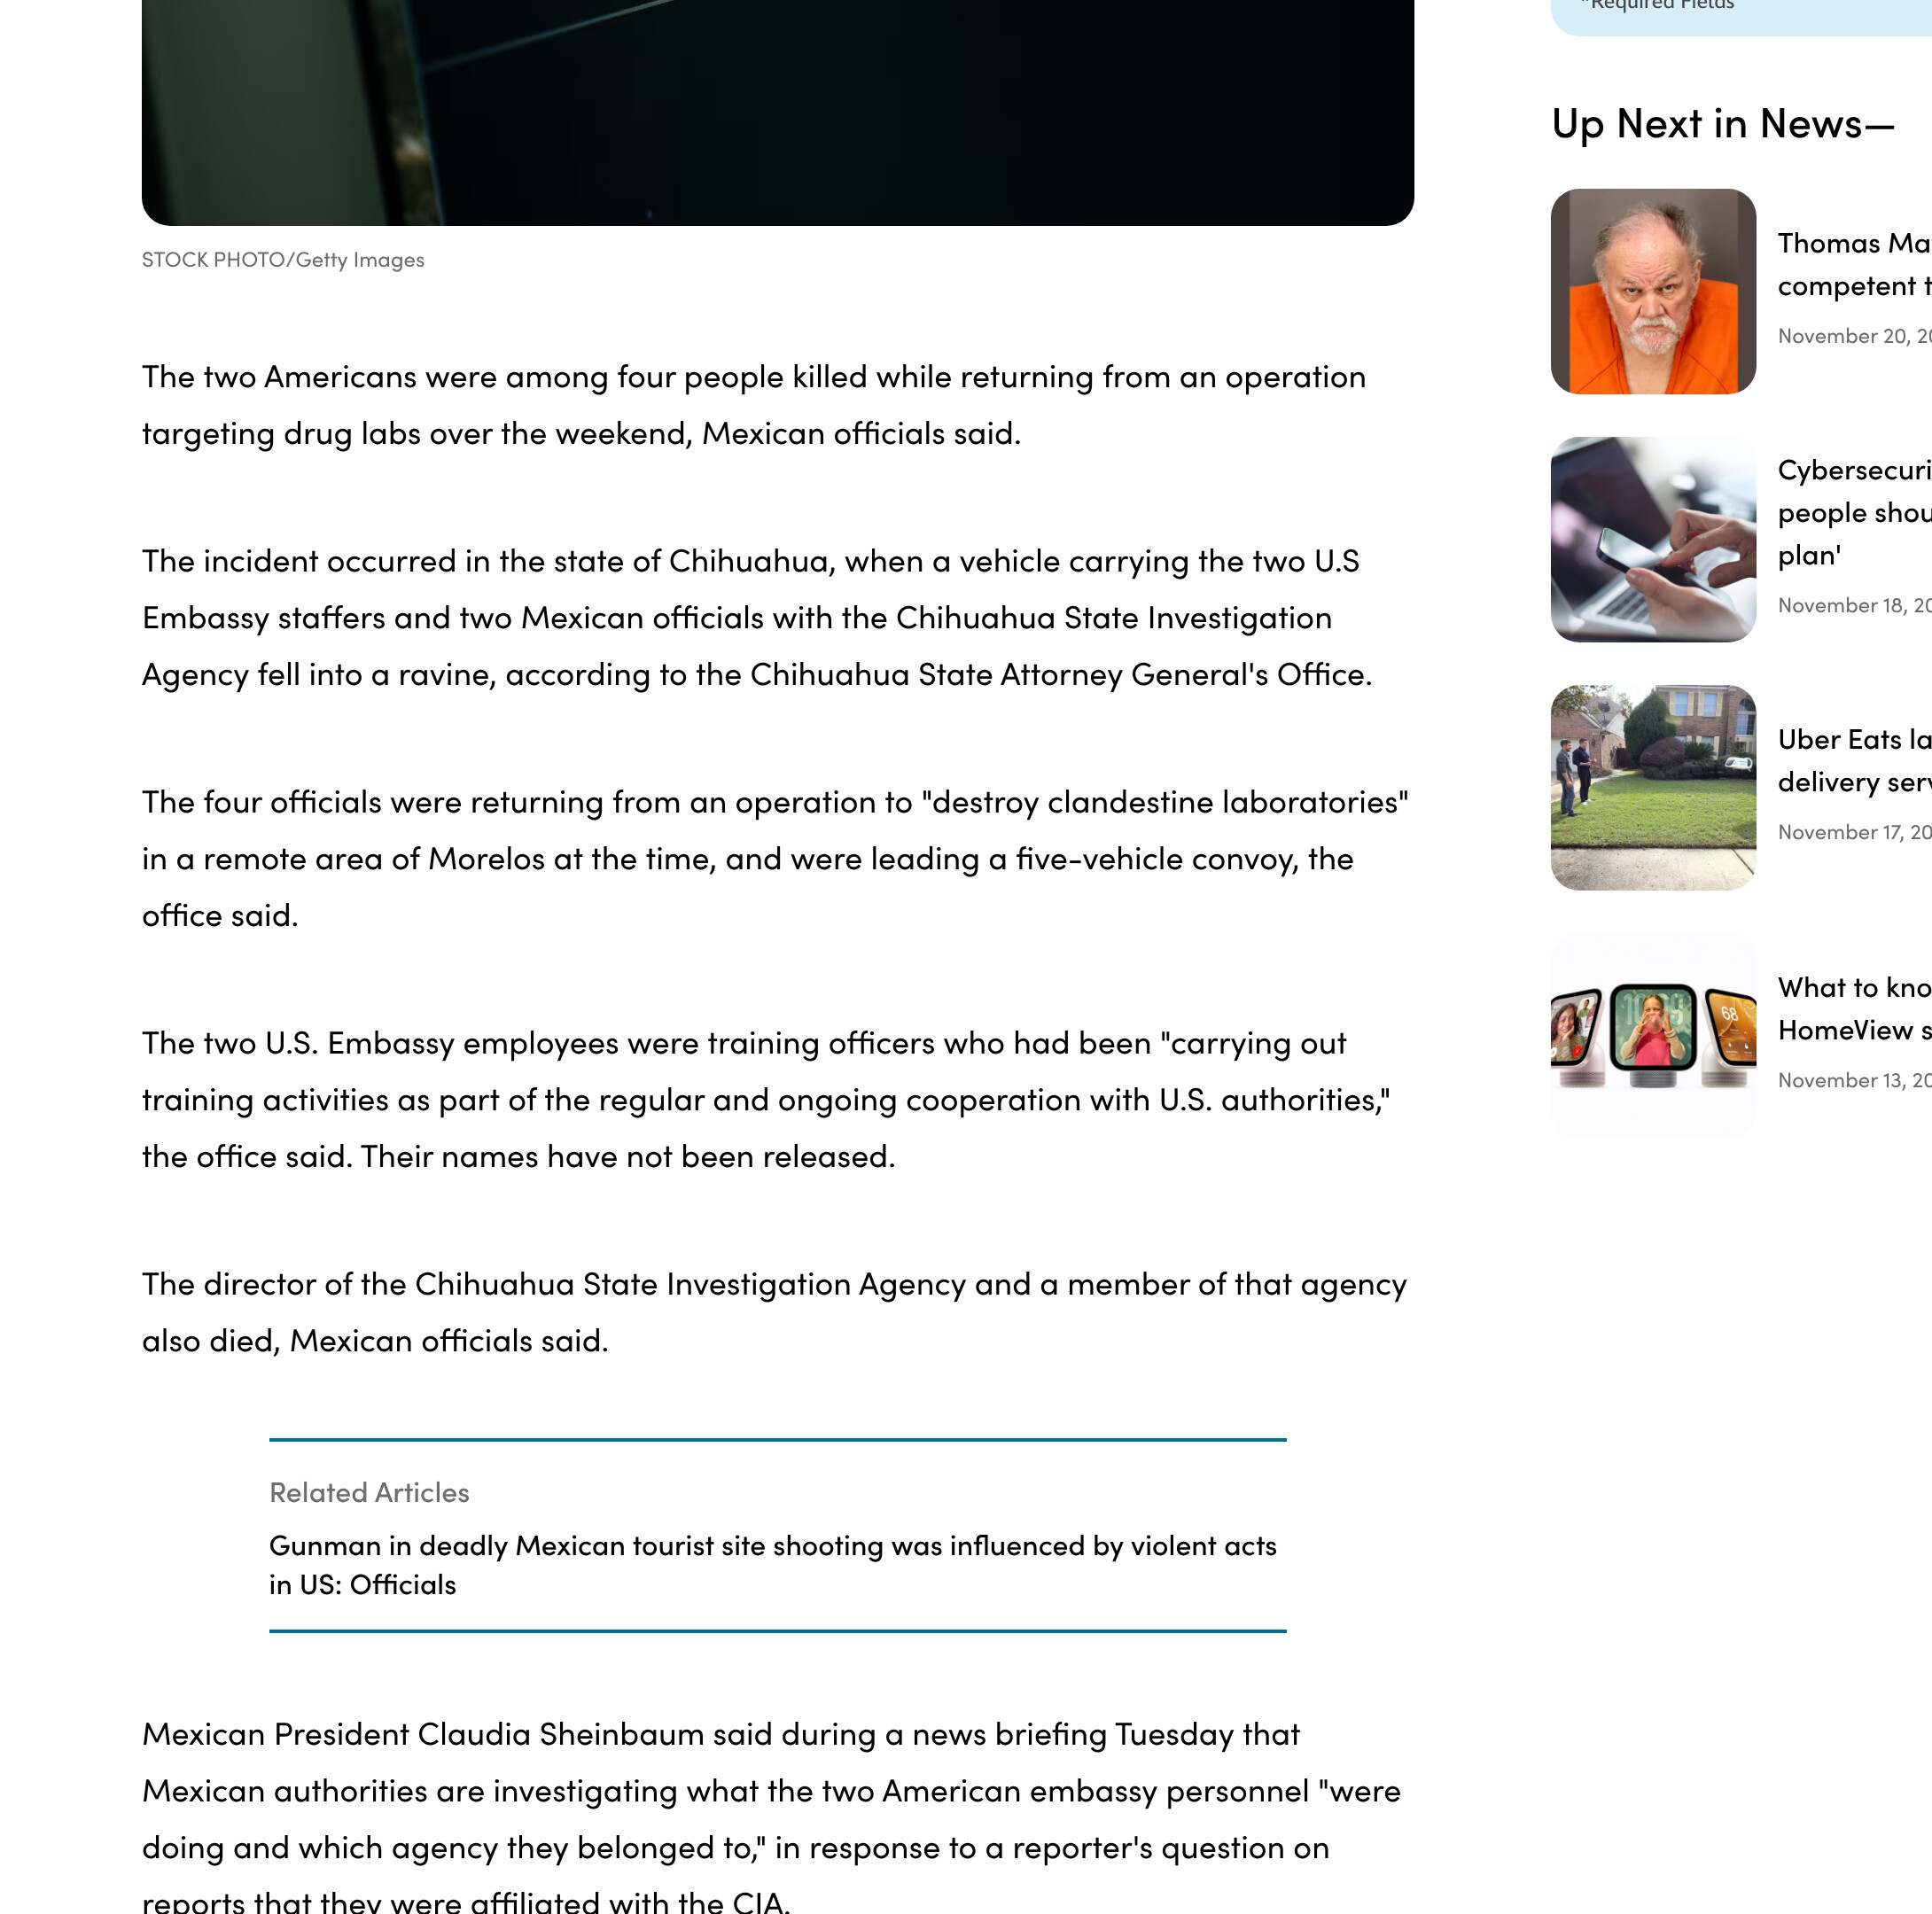 *Required Fields
Up Next in News—
STOCK PHOTO/Getty Images
The two Americans were among four people killed while returning from an operation
targeting drug labs over the weekend, Mexican officials said.
The incident occurred in the state of Chihuahua, when a vehicle carrying the two U.S
Embassy staffers and two Mexican officials with the Chihuahua State Investigation
Agency fell into a ravine, according to the Chihuahua State Attorney General's Office.
The four officials were returning from an operation to "destroy clandestine laboratories"
in a remote area of Morelos at the time, and were leading a five-vehicle convoy, the
office said.
The two U.S. Embassy employees were training officers who had been "carrying out
training activities as part of the regular and ongoing cooperation with U.S. authorities,"
the office said. Their names have not been released.
The director of the Chihuahua State Investigation Agency and a member of that agency
also died, Mexican officials said.
Related Articles
Gunman in deadly Mexican tourist site shooting was influenced by violent acts
in US: Officials
Mexican President Claudia Sheinbaum said during a news briefing Tuesday that
Mexican authorities are investigating what the two American embassy personnel "were
doing and which agency they belonged to," in response to a reporter's question on
reports that they were affiliated with the CIA.
Thomas
competent
November 20,
people
plan'
November 18,
Uber Eats
delivery
November 17,
68
What to
HomeView
November 13,